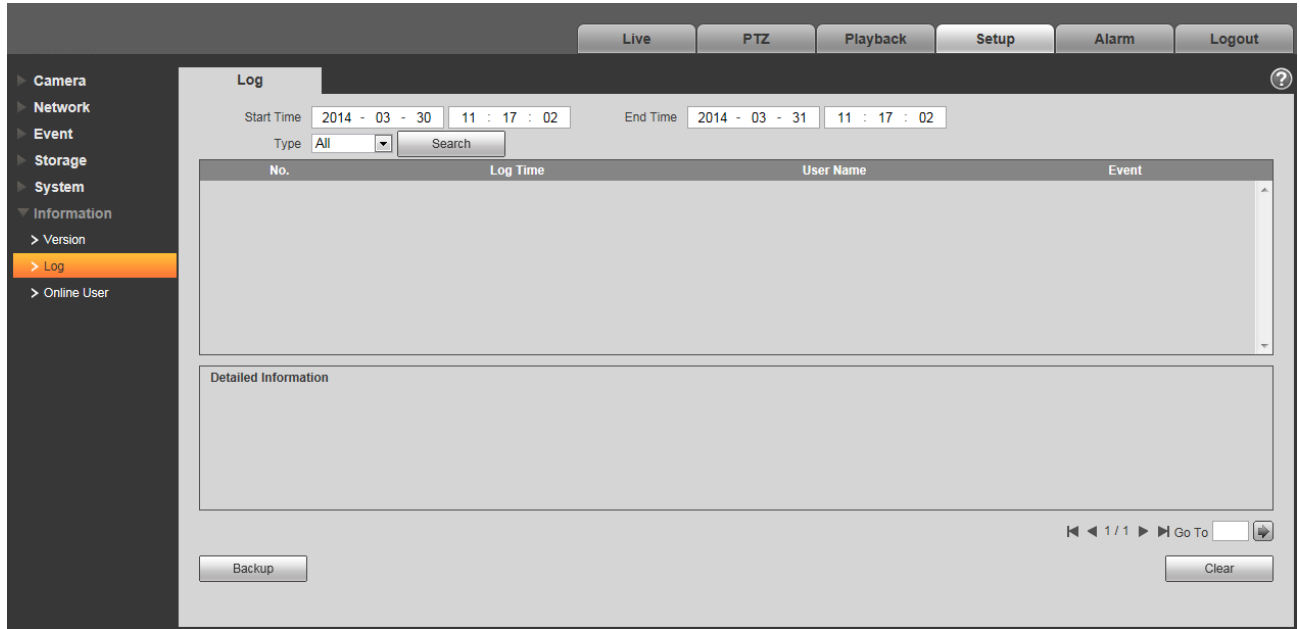 Live PTZ Playback Setup Alarm Logout
Camera
Network
Event
Storage
System
Information
> Version
> Log
> Online User
Log
?
Start Time 2014 - 03 - 30 11 : 17 : 02 End Time 2014 - 03 - 31 11 : 17 : 02
Type All Search
No. Log Time User Name Event
Detailed Information
1 / 1 Go To
Backup Clear